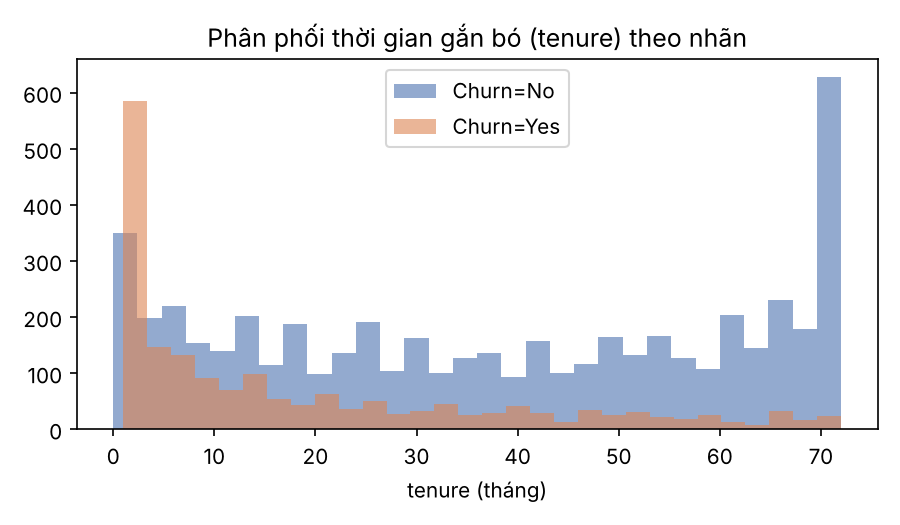 Phân phối thời gian gắn bó (tenure) theo nhãn
Churn=No
Churn=Yes
600
500
400
300
200
100
0
0 10 20 30 40 50 60 70
tenure (tháng)